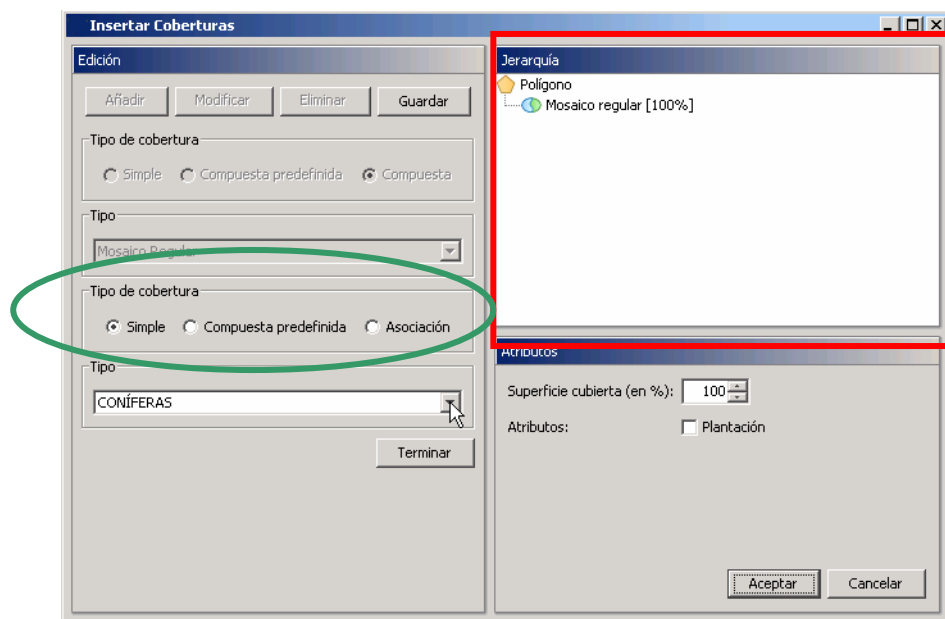 Insertar Coberturas
Edición
Añadir Modificar Eliminar Guardar
Tipo de cobertura
Simple Compuesta predefinida Compuesta
Tipo
Mosaico Regular
Tipo de cobertura
Simple Compuesta predefinida Asociación
Tipo
CONÍFERAS
Terminar
Jerarquía
Polígono
Mosaico regular [100%]
Atributos
Superficie cubierta (en %): 100
Atributos: Plantación
Aceptar Cancelar